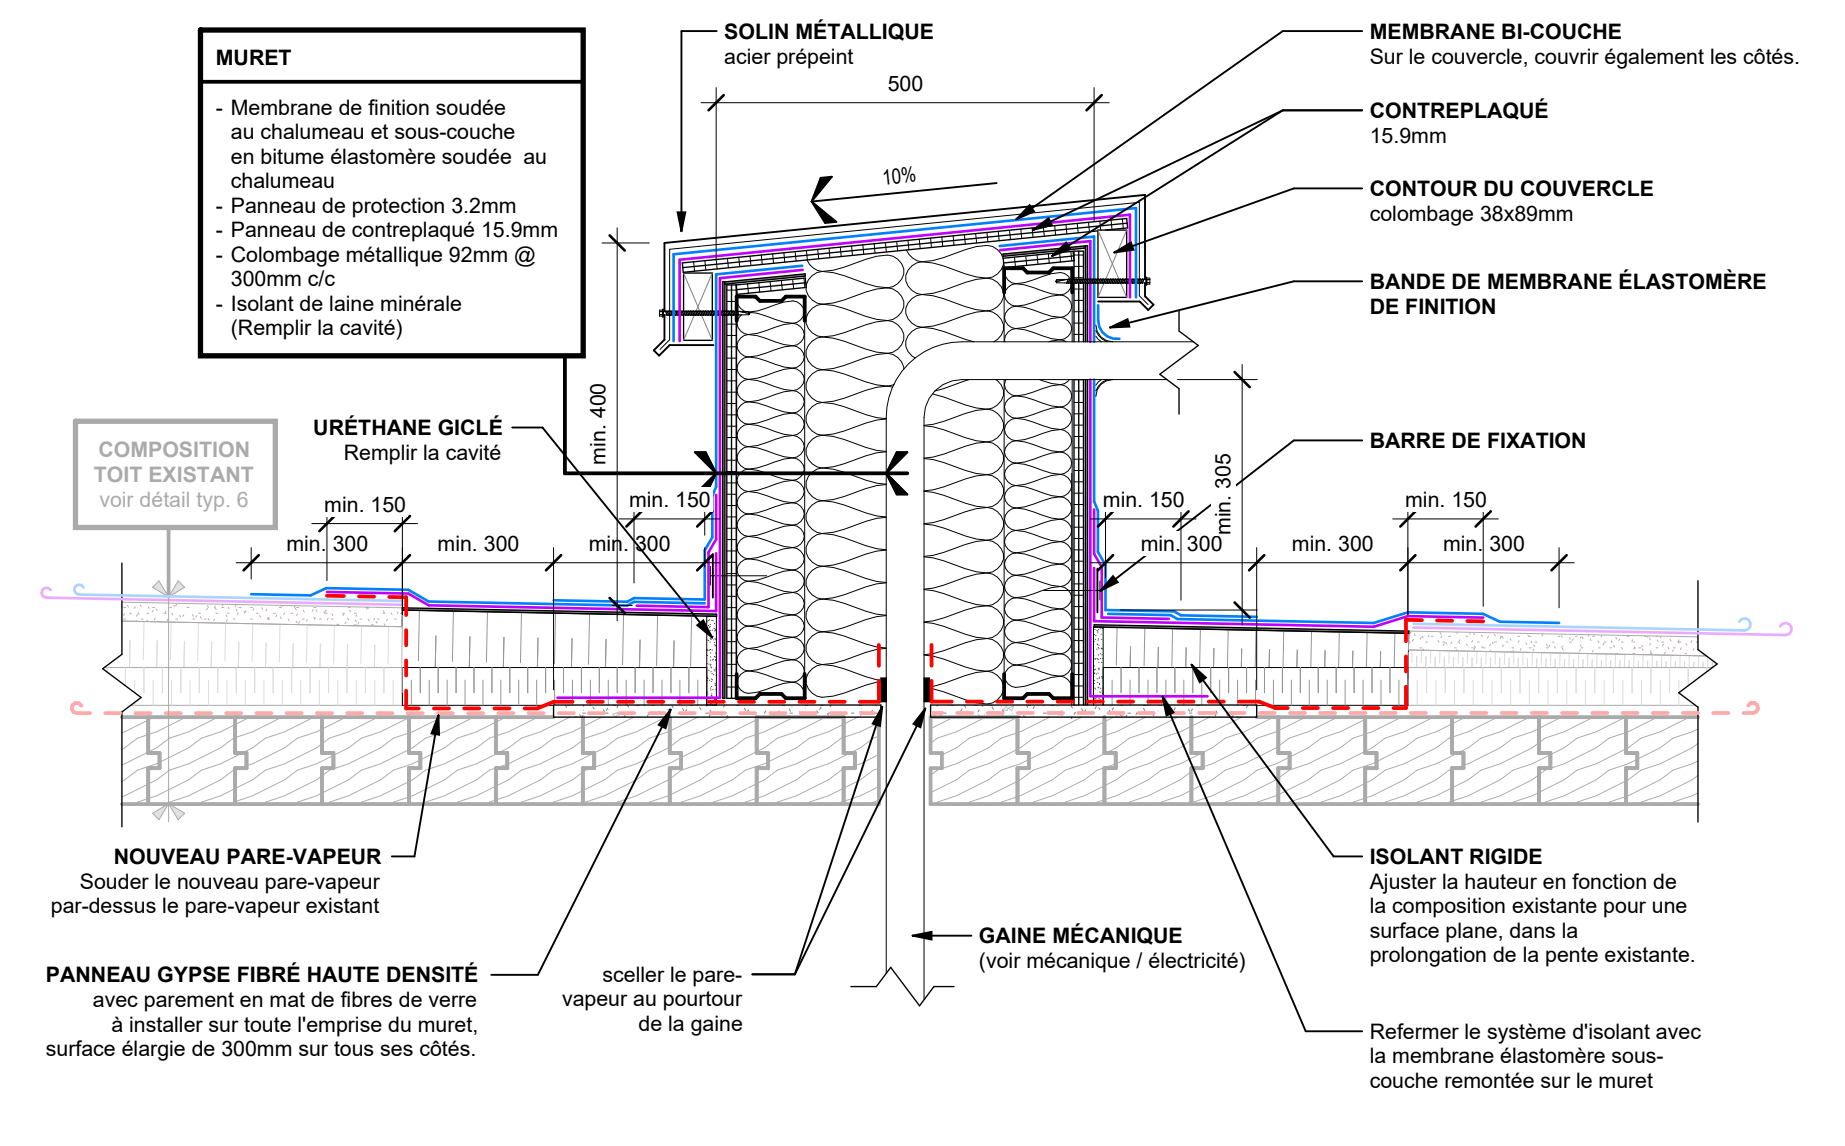 MURET
- Membrane de finition soudée
au chalumeau et sous-couche
en bitume élastomère soudée au
chalumeau
- Panneau de protection 3.2mm
- Panneau de contreplaqué 15.9mm
- Colombage métallique 92mm @
300mm c/c
- Isolant de laine minérale
(Remplir la cavité)
SOLIN MÉTALLIQUE
acier prépeint
500
10%
MEMBRANE BI-COUCHE
Sur le couvercle, couvrir également les côtés.
CONTREPLAQUÉ
15.9mm
CONTOUR DU COUVERCLE
colombage 38x89mm
BANDE DE MEMBRANE ÉLASTOMÈRE
DE FINITION
BARRE DE FIXATION
COMPOSITION
TOIT EXISTANT
voir détail typ. 6
URÉTHANE GICLÉ
Remplir la cavité
min. 400
min. 305
min. 150
min. 150
min. 150
min. 150
min. 300
min. 300
min. 300
min. 300
min. 300
min. 300
NOUVEAU PARE-VAPEUR
Souder le nouveau pare-vapeur
par-dessus le pare-vapeur existant
PANNEAU GYPSE FIBRÉ HAUTE DENSITÉ
avec parement en mat de fibres de verre
à installer sur toute l'emprise du muret,
surface élargie de 300mm sur tous ses côtés.
sceller le pare-
vapeur au pourtour
de la gaine
GAINE MÉCANIQUE
(voir mécanique / électricité)
ISOLANT RIGIDE
Ajuster la hauteur en fonction de
la composition existante pour une
surface plane, dans la
prolongation de la pente existante.
Refermer le système d'isolant avec
la membrane élastomère sous-
couche remontée sur le muret